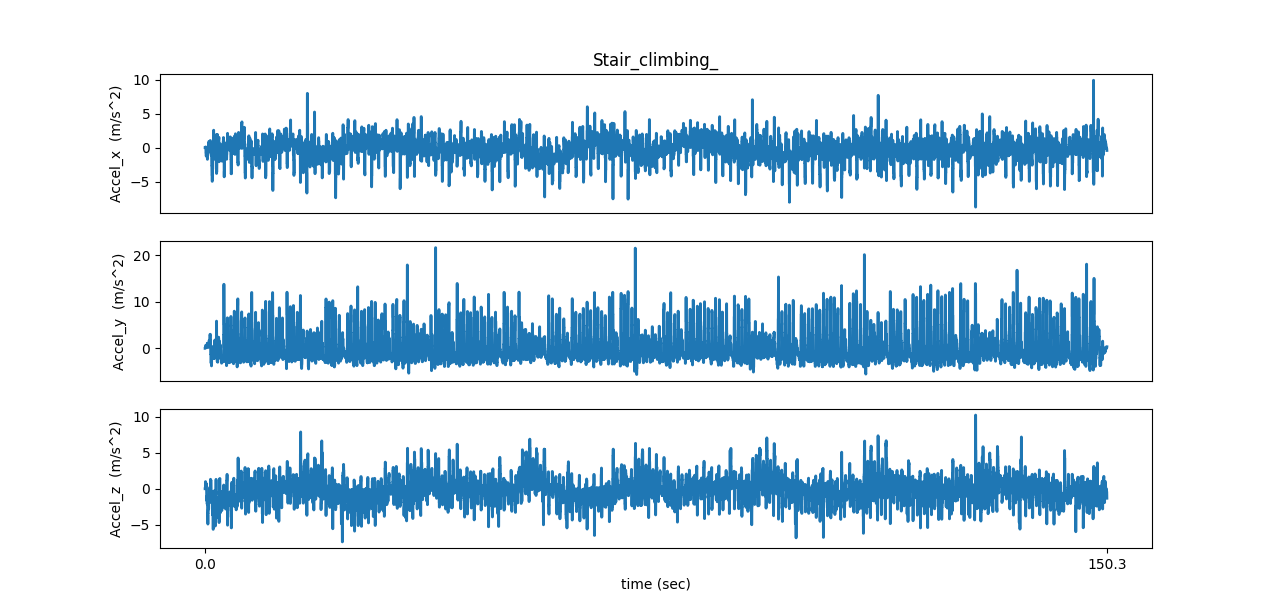 Stair_climbing_
Accel_x (m/s^2)
10
5
0
−5
Accel_y (m/s^2)
20
10
0
Accel_z (m/s^2)
10
5
0
−5
0.0
150.3
time (sec)